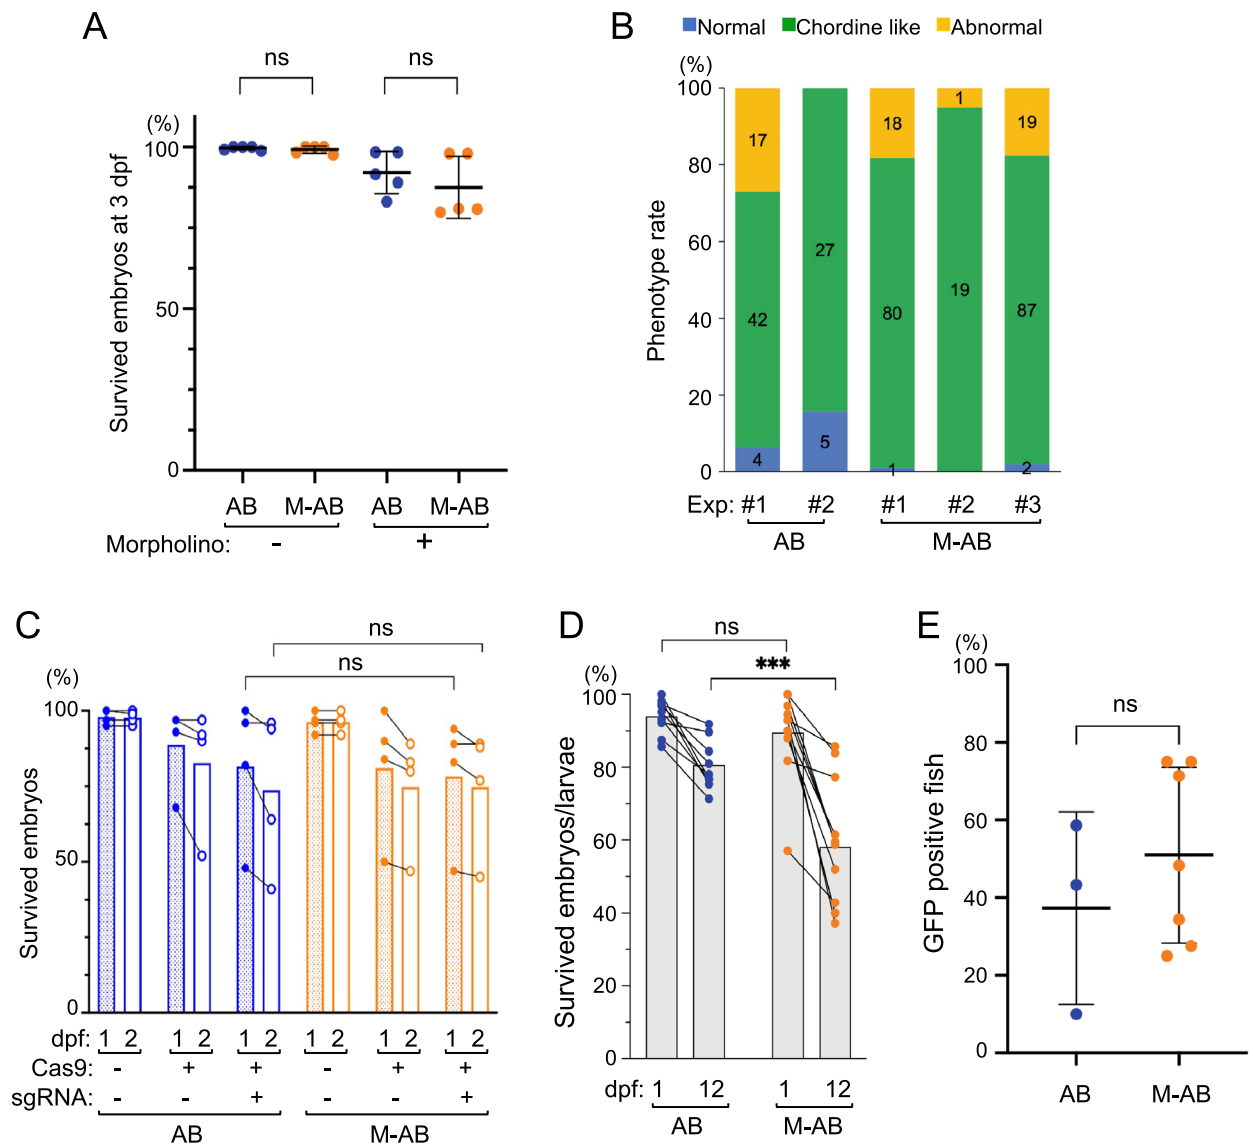 A
ns
ns
(%)
100
50
0
Survived embryos at 3 dpf
AB M-AB AB M-AB
Morpholino: - +
B
Normal Chordine like Abnormal
(%)
100
80
60
40
20
0
Phenotype rate
17
42
4
27
5
18
80
1
1
19
19
87
2
Exp: #1 #2 #1 #2 #3
AB M-AB
C
ns
ns
(%)
100
50
0
Survived embryos
dpf: 1 2 1 2 1 2 1 2 1 2 1 2
Cas9: - + + - + +
sgRNA: - - + - - +
AB M-AB
D
ns
***
(%)
100
80
60
40
20
0
Survived embryos/larvae
dpf: 1 12 1 12
AB M-AB
E
(%)
100
80
60
40
20
0
GFP positive fish
ns
AB M-AB